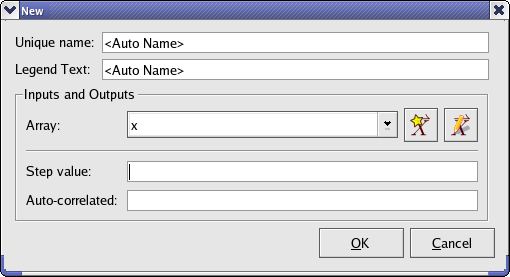 New
Unique name: <Auto Name>
Legend Text: <Auto Name>
Inputs and Outputs
Array: x
Step value:
Auto-correlated:
OK Cancel